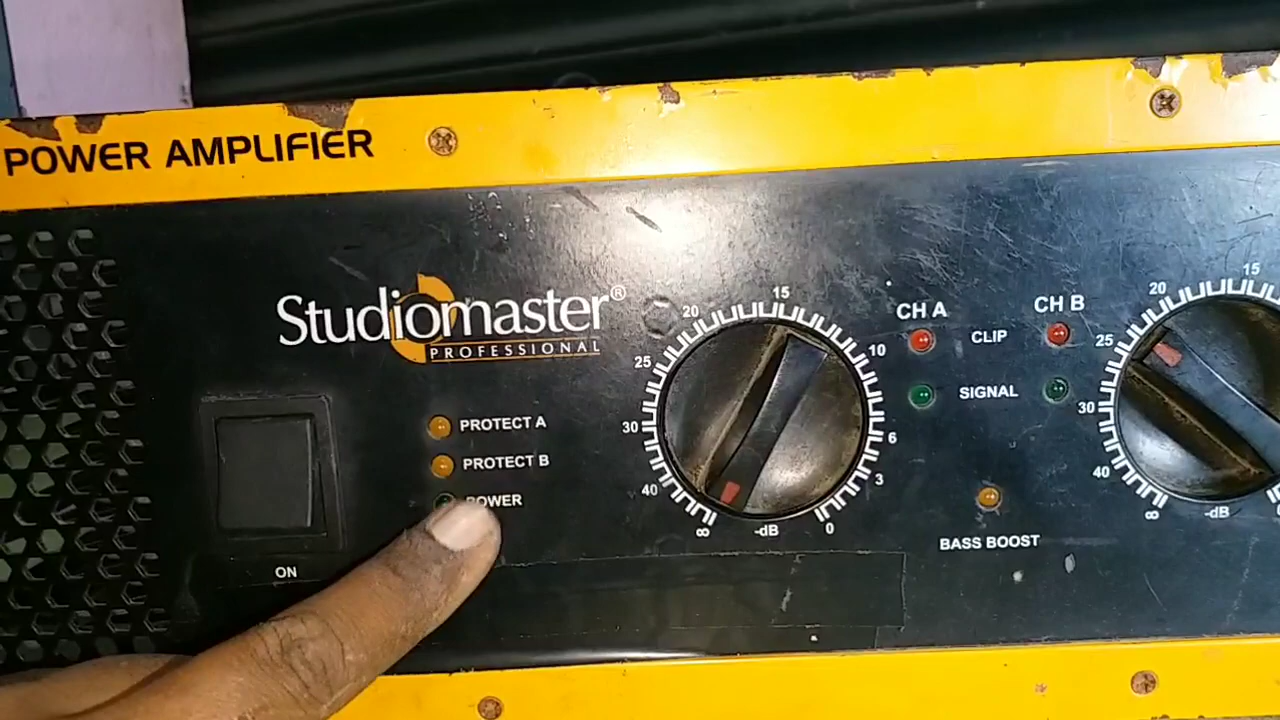 POWER AMPLIFIER
Studiomaster®
PROFESSIONAL
PROTECT A
PROTECT B
POWER
ON
∞ 40 30 25 20 15 10 6 3 0
-dB
CH A CH B
CLIP
SIGNAL
BASS BOOST
∞ 40 30 25 20 15
-dB